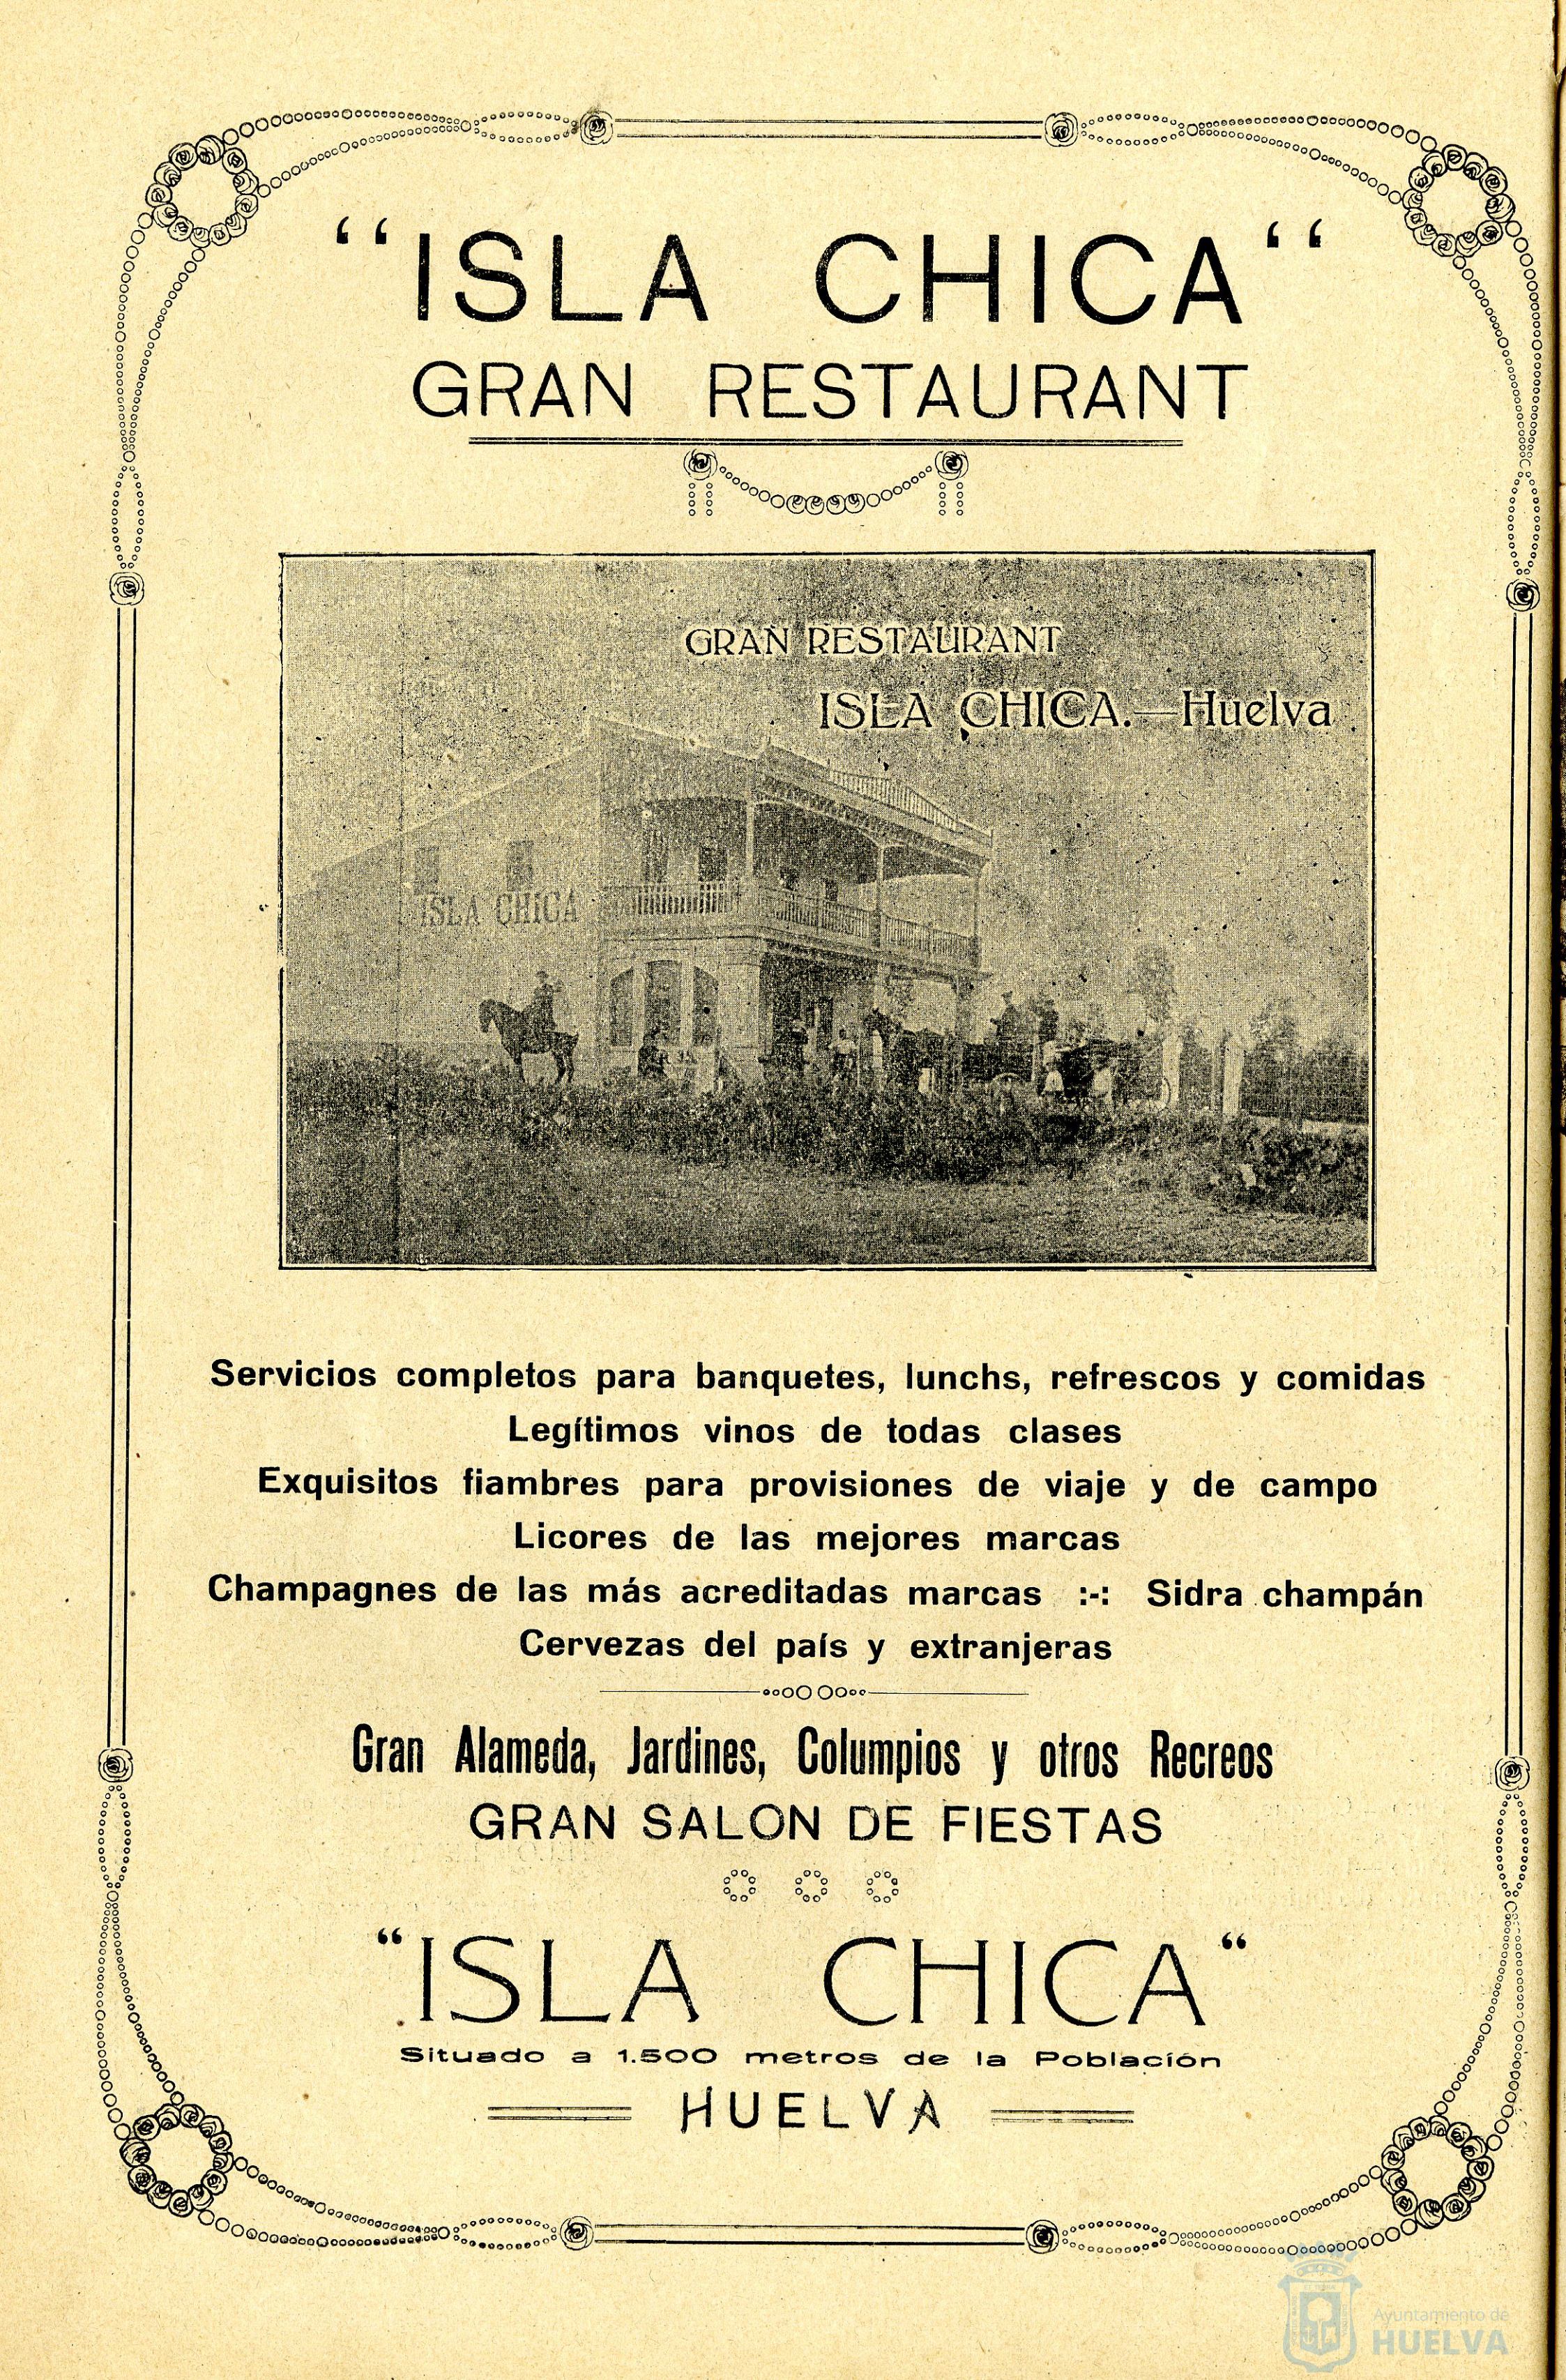 “ISLA CHICA“
GRAN RESTAURANT
GRAN RESTAURANT
ISLA CHICA.—Huelva
ISLA CHICA
Servicios completos para banquetes, lunchs, refrescos y comidas
Legítimos vinos de todas clases
Exquisitos fiambres para provisiones de viaje y de campo
Licores de las mejores marcas
Champagnes de las más acreditadas marcas :-: Sidra champán
Cervezas del país y extranjeras
Gran Alameda, Jardines, Columpios y otros Recreos
GRAN SALON DE FIESTAS
“ISLA CHICA“
Situado a 1.500 metros de la Población
HUELVA
Ayuntamiento de
HUELVA